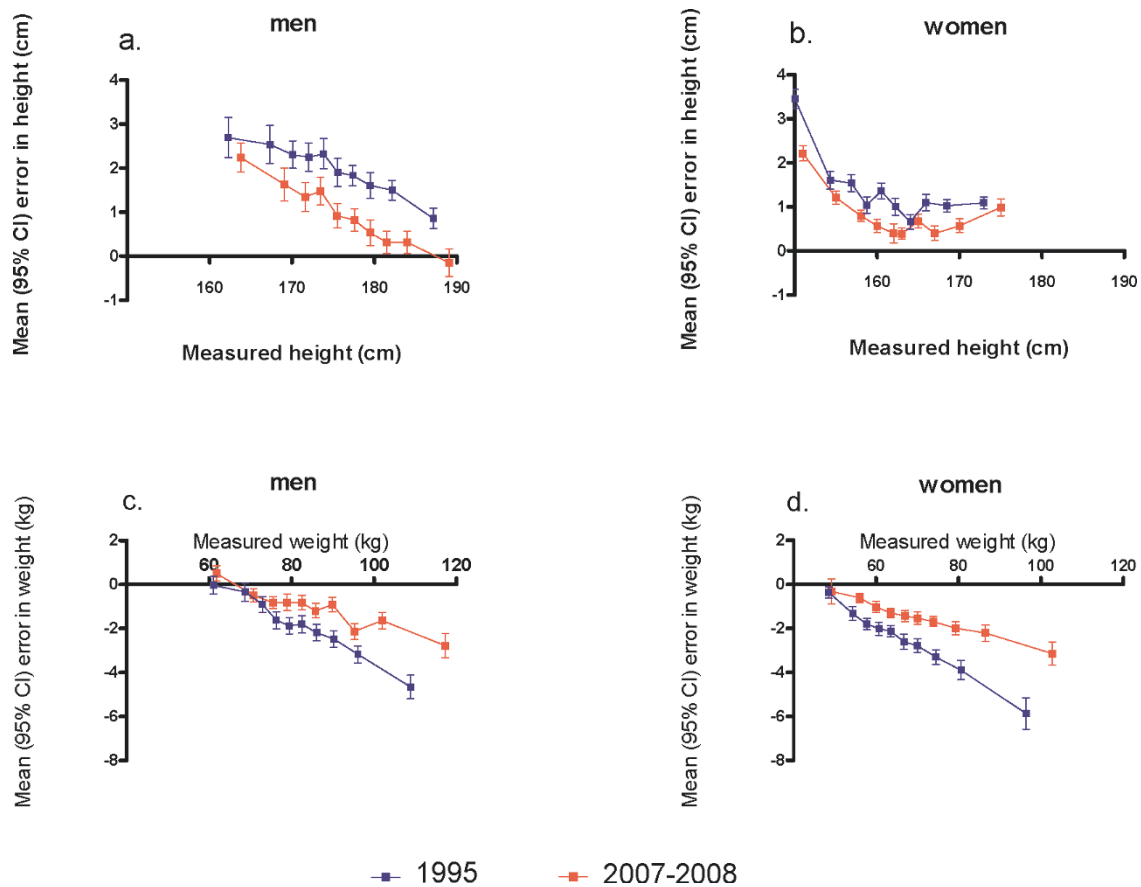 a.
men
Mean (95% CI) error in height (cm)
4
3
2
1
0
-1
160
170
180
190
Measured height (cm)
b.
women
Mean (95% CI) error in height (cm)
4
3
2
1
0
-1
160
170
180
190
Measured height (cm)
c.
men
Mean (95% CI) error in weight (kg)
Measured weight (kg)
2
0
-2
-4
-6
-8
60
80
100
120
d.
women
Mean (95% CI) error in weight (kg)
Measured weight (kg)
2
0
-2
-4
-6
-8
60
80
100
120
1995
2007-2008